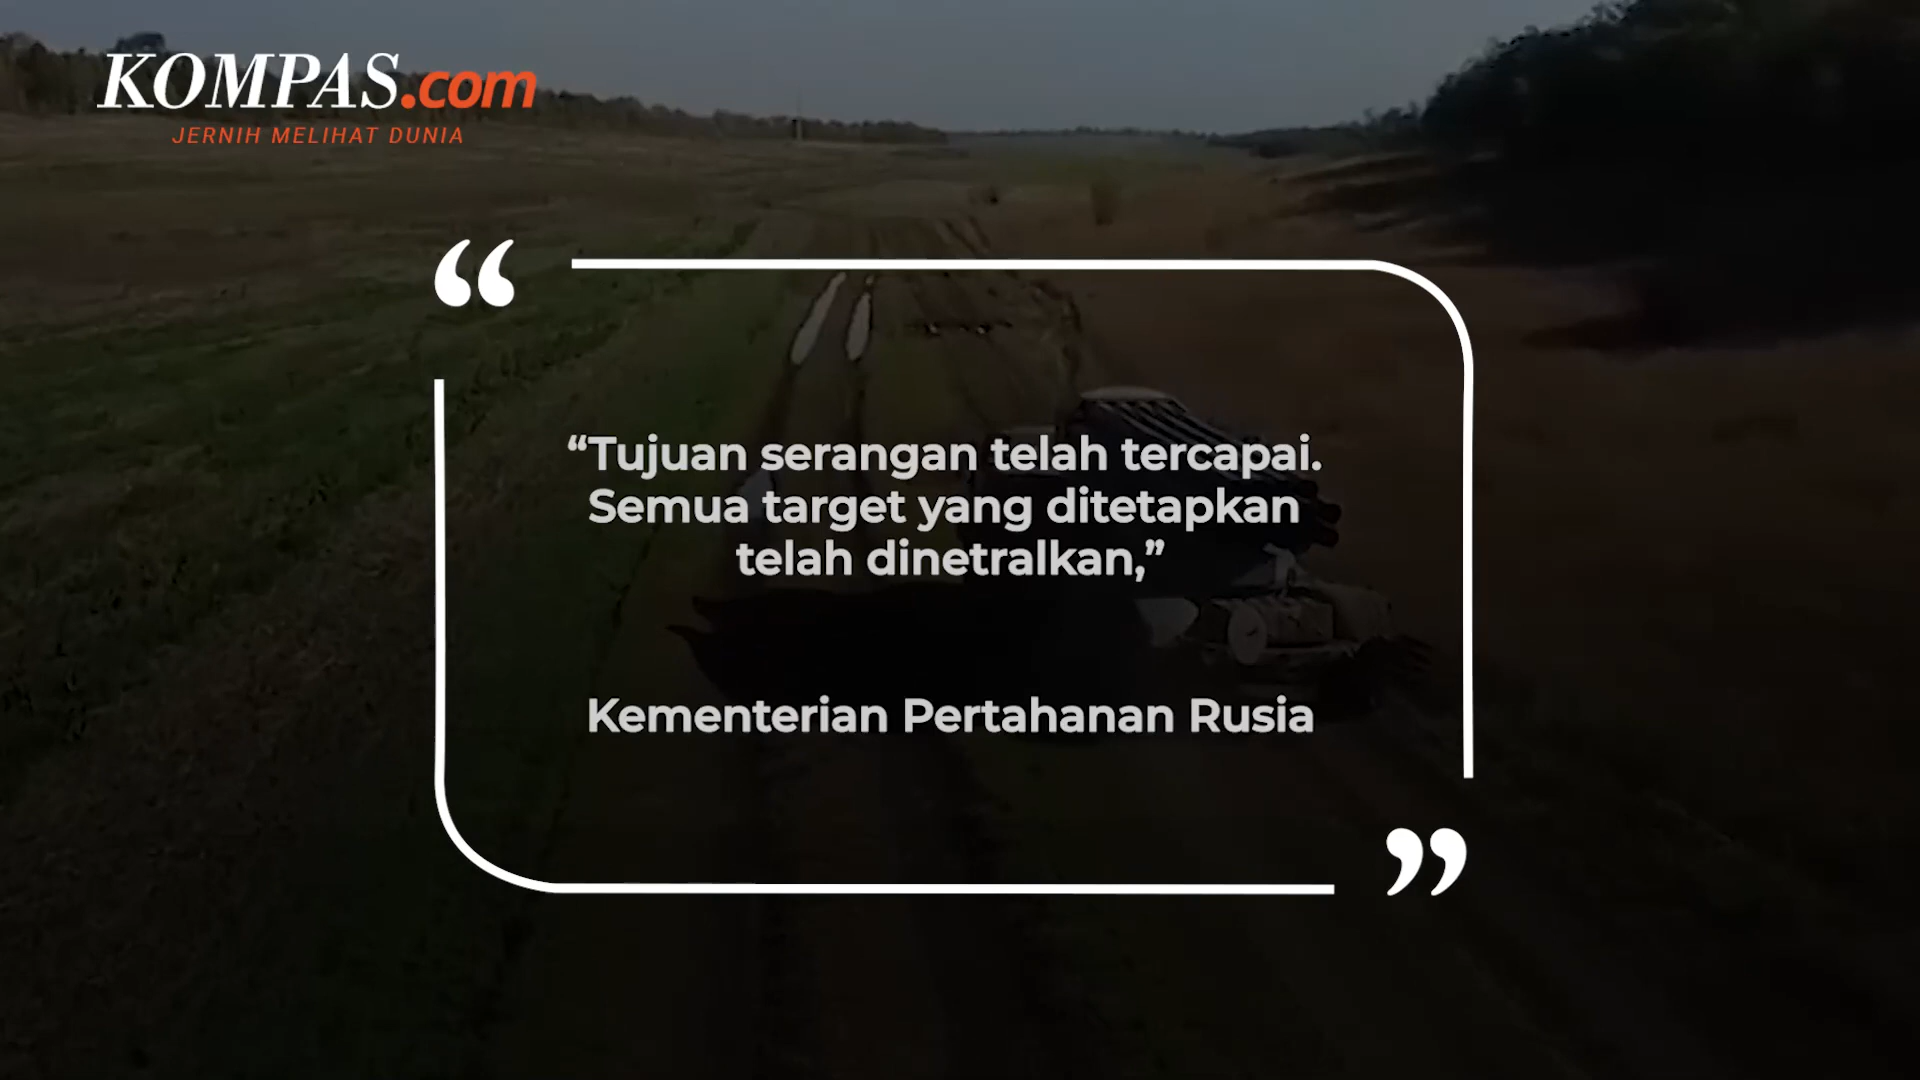 KOMPAS.com
JERNIH MELIHAT DUNIA
“Tujuan serangan telah tercapai.
Semua target yang ditetapkan
telah dinetralkan,”
Kementerian Pertahanan Rusia